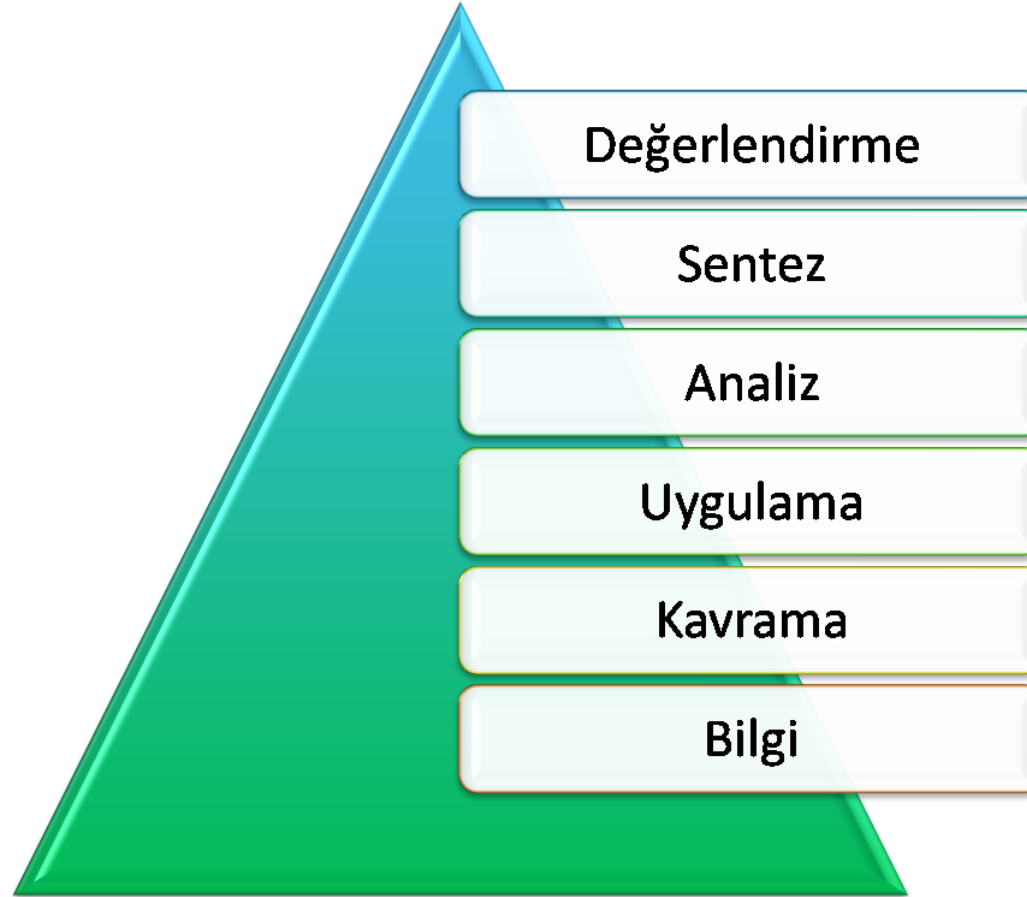 Değerlendirme
Sentez
Analiz
Uygulama
Kavrama
Bilgi